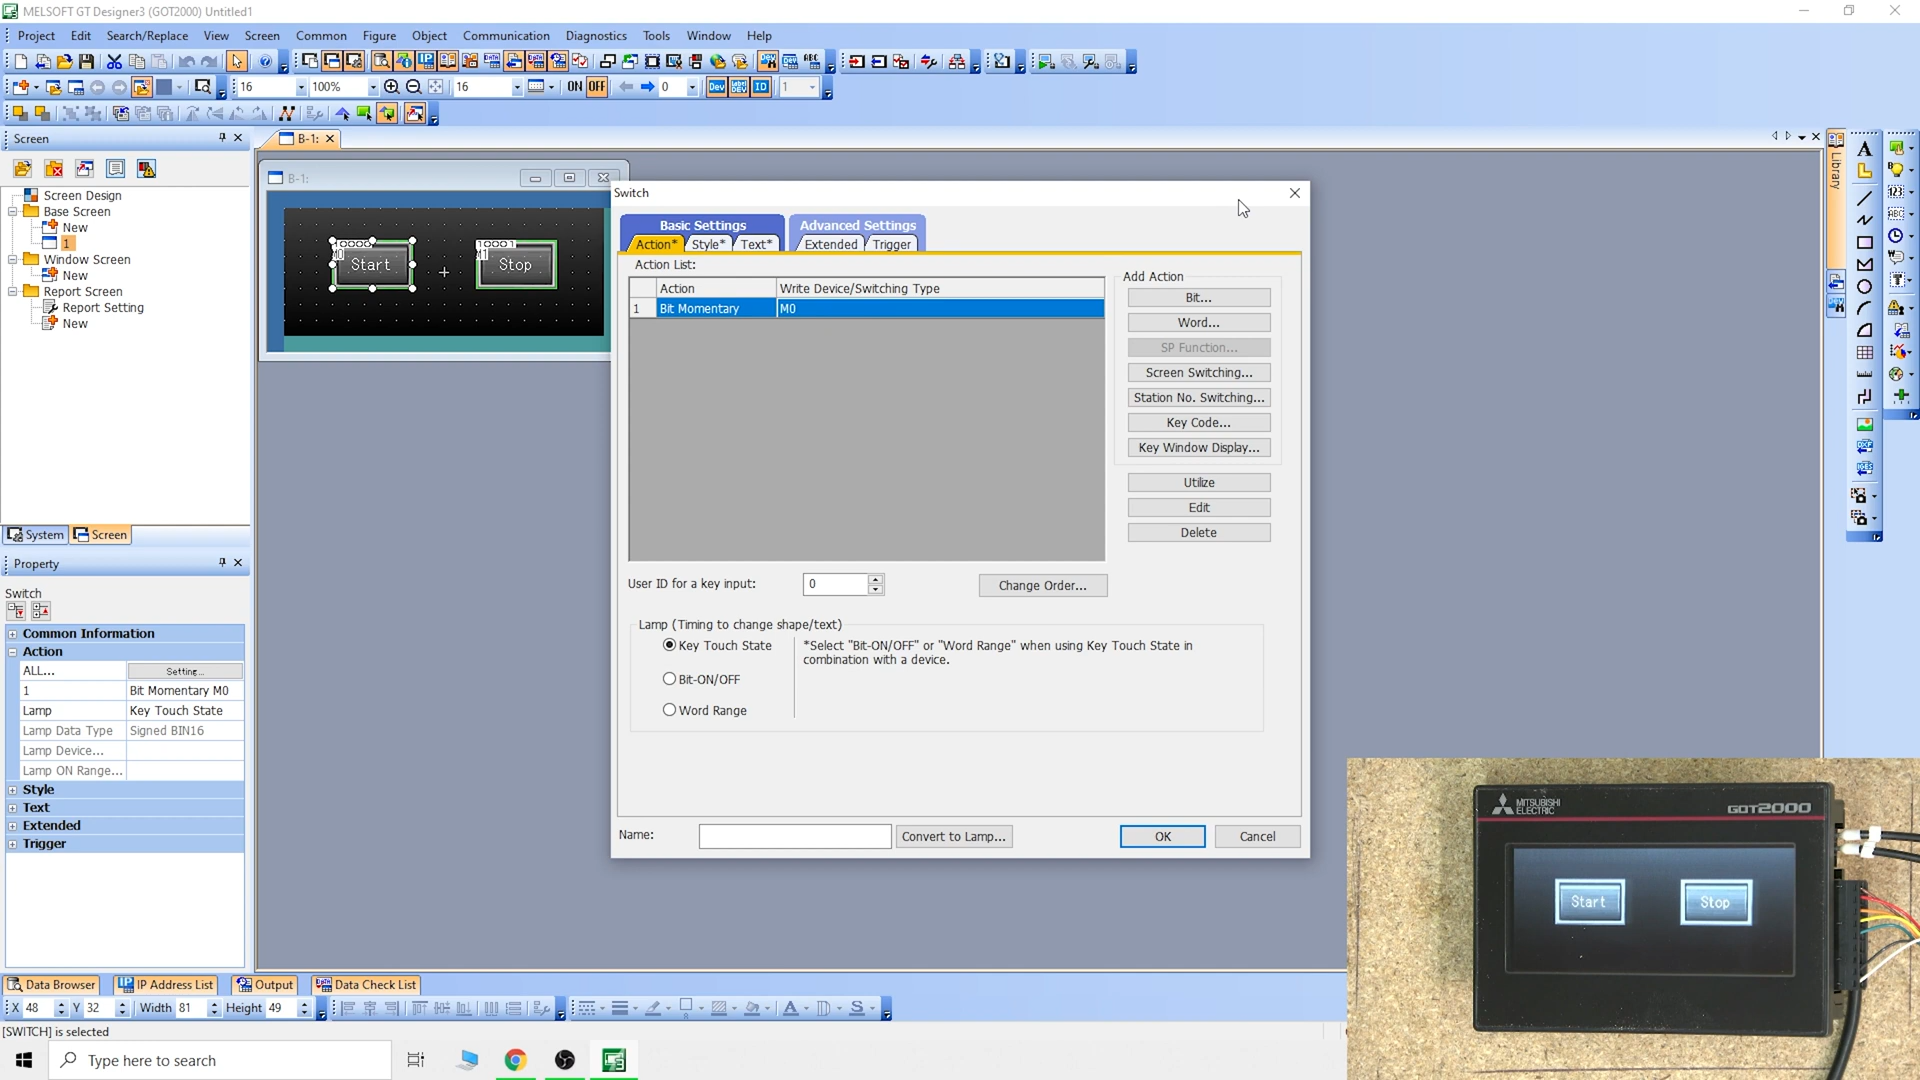 MELSOFT GT Designer3 (GOT2000) Untitled1
Project Edit Search/Replace View Screen Common Figure Object Communication Diagnostics Tools Window Help
16 100% 16 ON OFF 0 Dev ID 1
Screen
B-1:
Screen Design
Base Screen
New
1
Window Screen
New
Report Screen
Report Setting
New
System Screen
B-1:
Start
M0
Stop
M1
Library
Property
Switch
Common Information
Action
ALL... Setting...
1 Bit Momentary M0
Lamp Key Touch State
Lamp Data Type Signed BIN16
Lamp Device...
Lamp ON Range...
Style
Text
Extended
Trigger
Switch
Basic Settings Advanced Settings
Action* Style* Text* Extended Trigger
Action List:
Action Write Device/Switching Type
1 Bit Momentary M0
Add Action
Bit...
Word...
SP Function...
Screen Switching...
Station No. Switching...
Key Code...
Key Window Display...
Utilize
Edit
Delete
User ID for a key input: 0 Change Order...
Lamp (Timing to change shape/text)
Key Touch State
Bit-ON/OFF
Word Range
*Select "Bit-ON/OFF" or "Word Range" when using Key Touch State in
combination with a device.
Name: Convert to Lamp... OK Cancel
Data Browser IP Address List Output Data Check List
X 48 Y 32 Width 81 Height 49
[SWITCH] is selected
Type here to search
MITSUBISHI
ELECTRIC
GOT2000
Start Stop